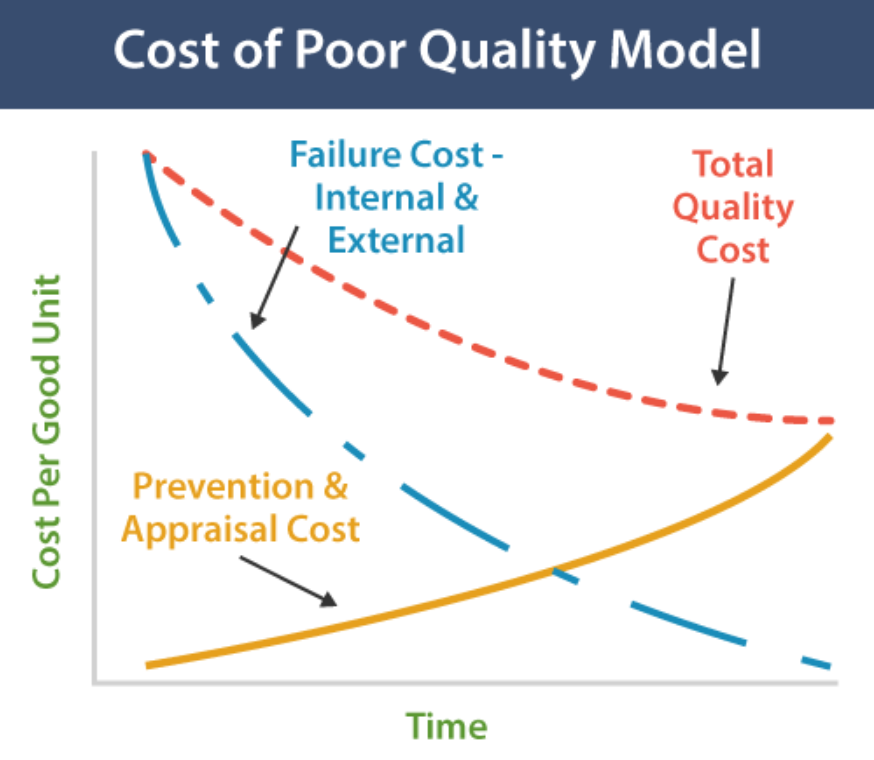 Cost of Poor Quality Model
Failure Cost -
Internal &
External
Total
Quality
Cost
Cost Per Good Unit
Prevention &
Appraisal Cost
Time